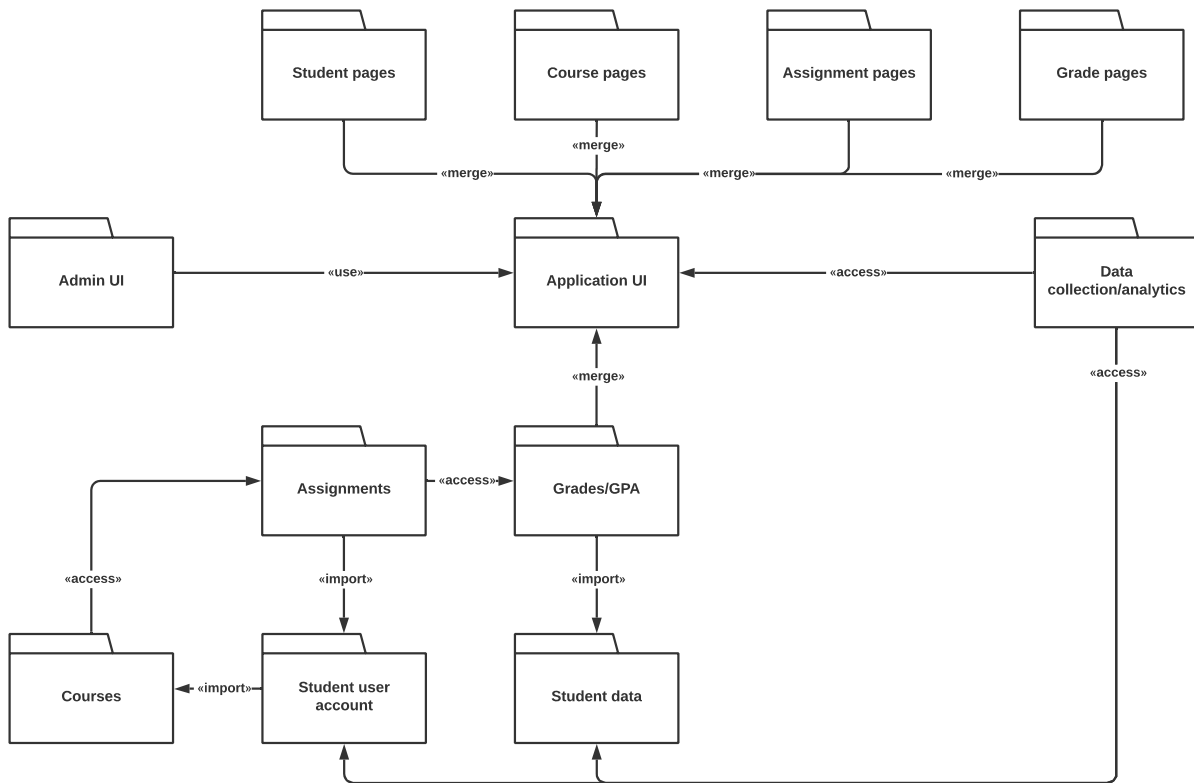 Student pages
Course pages
Assignment pages
Grade pages
«merge»
«merge»
«merge»
«merge»
Admin UI
«use»
Application UI
«access»
Data
collection/analytics
«merge»
«access»
Assignments
«access»
Grades/GPA
«access»
«import»
«import»
Courses
«import»
Student user
account
Student data